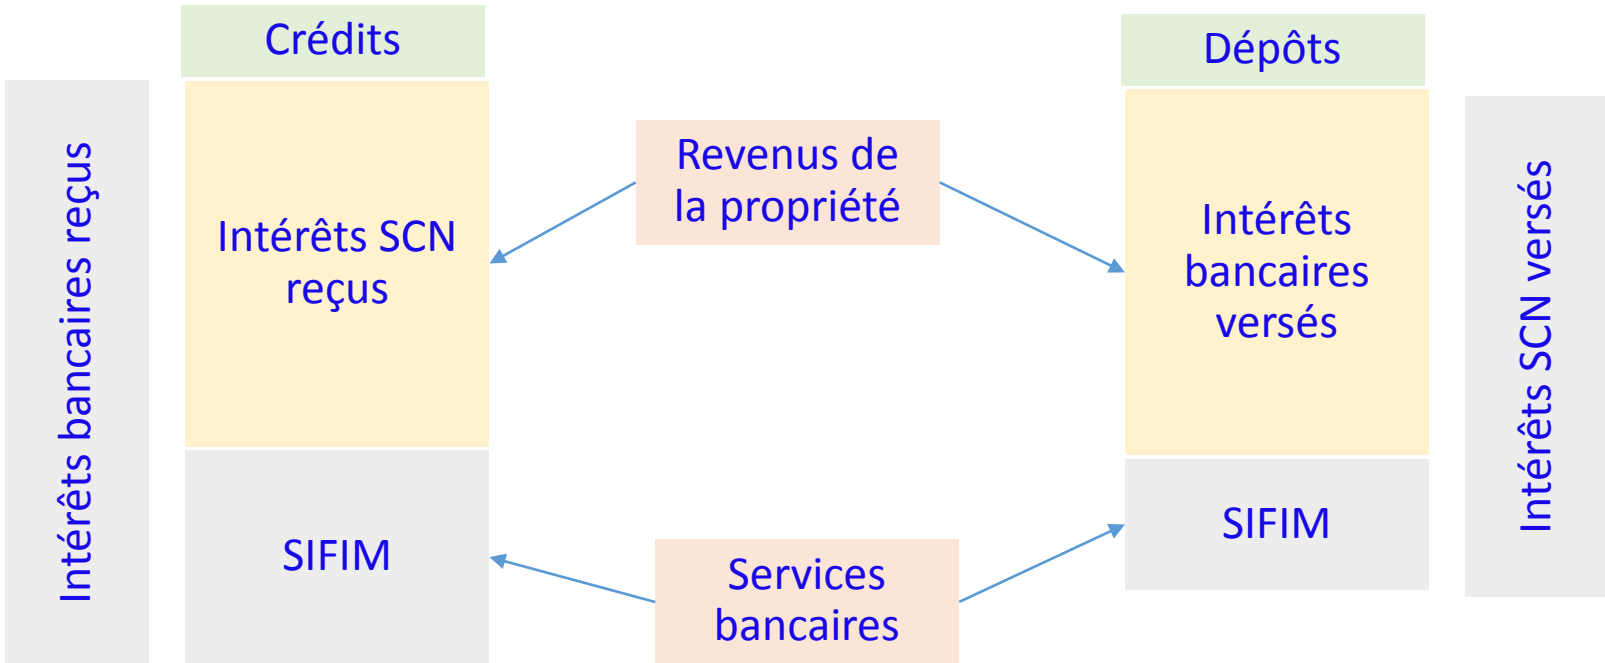 Crédits
Dépôts
Intérêts bancaires reçus
Intérêts SCN
reçus
Revenus de
la propriété
Intérêts
bancaires
versés
Intérêts SCN versés
SIFIM
Services
bancaires
SIFIM